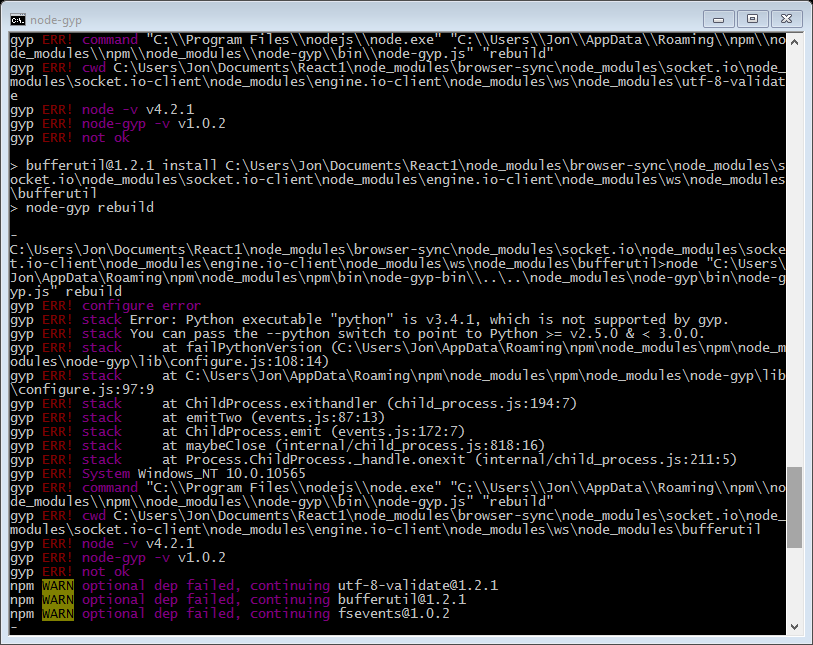 node-gyp
gyp ERR! command "C:\\Program Files\\nodejs\\node.exe" "C:\\Users\\Jon\\AppData\\Roaming\\npm\\no
de_modules\\npm\\node_modules\\node-gyp\\bin\\node-gyp.js" "rebuild"
gyp ERR! cwd C:\Users\Jon\Documents\React1\node_modules\browser-sync\node_modules\socket.io\node_
modules\socket.io-client\node_modules\engine.io-client\node_modules\ws\node_modules\utf-8-validat
e
gyp ERR! node -v v4.2.1
gyp ERR! node-gyp -v v1.0.2
gyp ERR! not ok
> bufferutil@1.2.1 install C:\Users\Jon\Documents\React1\node_modules\browser-sync\node_modules\s
ocket.io\node_modules\socket.io-client\node_modules\engine.io-client\node_modules\ws\node_modules
\bufferutil
> node-gyp rebuild
-
C:\Users\Jon\Documents\React1\node_modules\browser-sync\node_modules\socket.io\node_modules\socke
t.io-client\node_modules\engine.io-client\node_modules\ws\node_modules\bufferutil>node "C:\Users\
Jon\AppData\Roaming\npm\node_modules\npm\bin\node-gyp-bin\\..\..\node_modules\node-gyp\bin\node-g
yp.js" rebuild
gyp ERR! configure error
gyp ERR! stack Error: Python executable "python" is v3.4.1, which is not supported by gyp.
gyp ERR! stack You can pass the --python switch to point to Python >= v2.5.0 & < 3.0.0.
gyp ERR! stack     at failPythonVersion (C:\Users\Jon\AppData\Roaming\npm\node_modules\npm\node_m
odules\node-gyp\lib\configure.js:108:14)
gyp ERR! stack     at C:\Users\Jon\AppData\Roaming\npm\node_modules\npm\node_modules\node-gyp\lib
\configure.js:97:9
gyp ERR! stack     at ChildProcess.exithandler (child_process.js:194:7)
gyp ERR! stack     at emitTwo (events.js:87:13)
gyp ERR! stack     at ChildProcess.emit (events.js:172:7)
gyp ERR! stack     at maybeClose (internal/child_process.js:818:16)
gyp ERR! stack     at Process.ChildProcess._handle.onexit (internal/child_process.js:211:5)
gyp ERR! System Windows_NT 10.0.10565
gyp ERR! command "C:\\Program Files\\nodejs\\node.exe" "C:\\Users\\Jon\\AppData\\Roaming\\npm\\no
de_modules\\npm\\node_modules\\node-gyp\\bin\\node-gyp.js" "rebuild"
gyp ERR! cwd C:\Users\Jon\Documents\React1\node_modules\browser-sync\node_modules\socket.io\node_
modules\socket.io-client\node_modules\engine.io-client\node_modules\ws\node_modules\bufferutil
gyp ERR! node -v v4.2.1
gyp ERR! node-gyp -v v1.0.2
gyp ERR! not ok
npm WARN optional dep failed, continuing utf-8-validate@1.2.1
npm WARN optional dep failed, continuing bufferutil@1.2.1
npm WARN optional dep failed, continuing fsevents@1.0.2
-